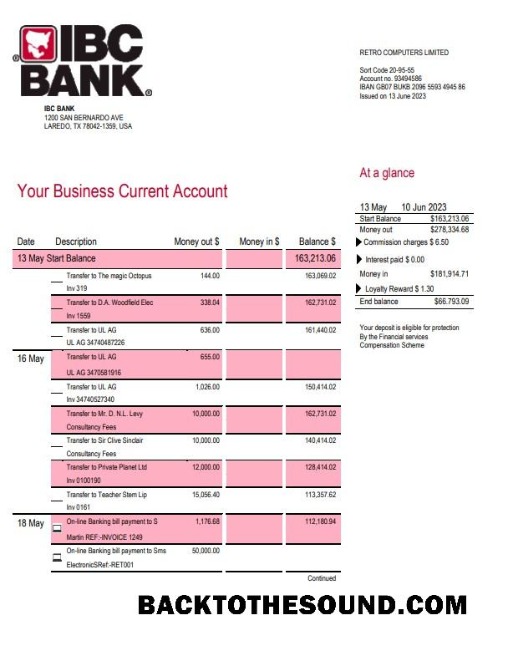 IBC
BANK
IBC BANK
1200 SAN BERNARDO AVE
LAREDO, TX 78042-1359, USA
RETRO COMPUTERS LIMITED
Sort Code 20-95-55
Account no. 93494586
IBAN GB07 BUKB 2096 5593 4945 86
Issued on 13 June 2023
At a glance
Your Business Current Account
13 May 10 Jun 2023
Start Balance $163,213.06
Money out $278,334.68
Commission charges $ 6.50
Interest paid $ 0.00
Money in $181,914.71
Loyalty Reward $ 1.30
End balance $66.793.09
Your deposit is eligible for protection
By the Financial services
Compensation Scheme
Date Description Money out $ Money in $ Balance $
13 May Start Balance 163,213.06
Transfer to The magic Octopus 144.00 163,069.02
Inv 319
Transfer to D.A. Woodfield Elec 338.04 162,731.02
Inv 1559
Transfer to UL AG 636.00 161,440.02
UL AG 34740487226
16 May Transfer to UL AG 655.00
UL AG 3470581916
Transfer to UL AG 1,026.00 150,414.02
Inv 34740527340
Transfer to Mr. D. N.L. Levy 10,000.00 162,731.02
Consultancy Fees
Transfer to Sir Clive Sinclair 10,000.00 140,414.02
Consultancy Fees
Transfer to Private Planet Ltd 12,000.00 128,414.02
Inv 0100190
Transfer to Teacher Stem Lip 15,056.40 113,357.62
Inv 0161
18 May On-line Banking bill payment to S 1,176.68 112,180.94
Martin REF:-INVOICE 1249
On-line Banking bill payment to Sms 50,000.00
ElectronicSRef:-RET001
Continued
BACKTOTHESOUND.COM